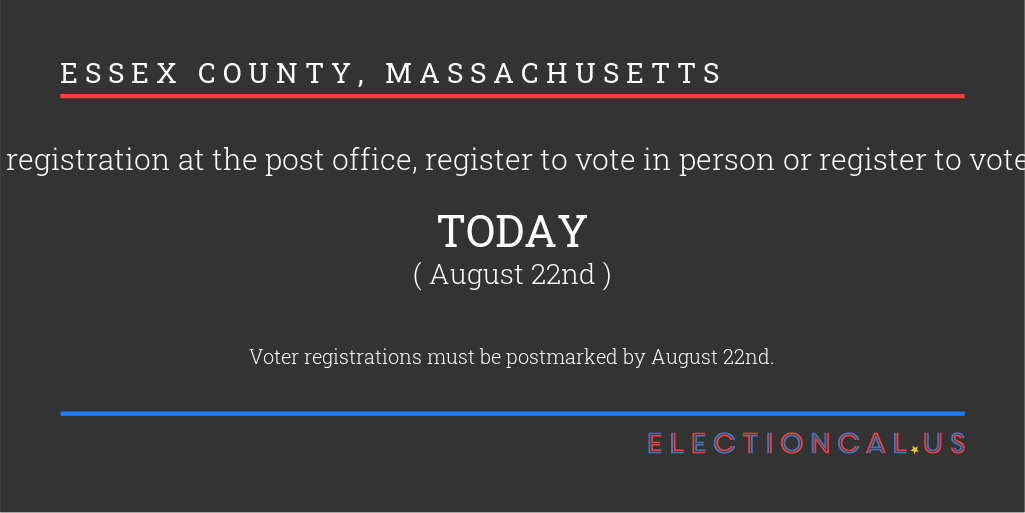 ESSEX COUNTY, MASSACHUSETTS
registration at the post office, register to vote in person or register to vote
TODAY
( August 22nd )
Voter registrations must be postmarked by August 22nd.
ELECTIONCAL.US